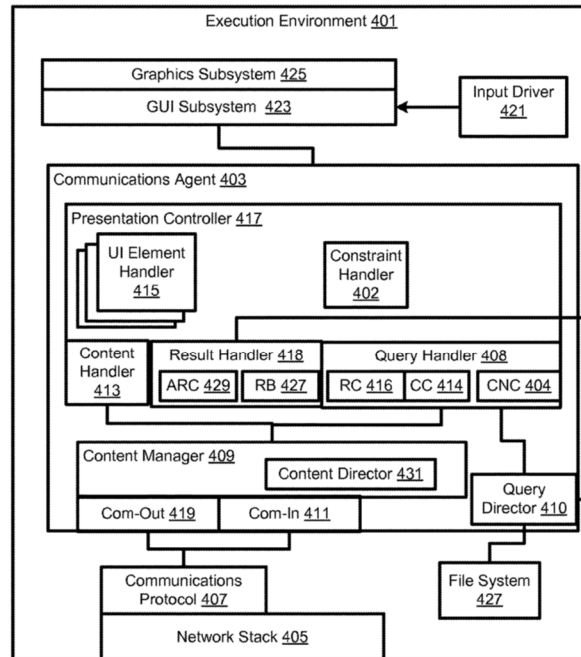 Execution Environment 401
Graphics Subsystem 425
GUI Subsystem 423
Input Driver
421
Communications Agent 403
Presentation Controller 417
UI Element
Handler
415
Constraint
Handler
402
Content
Handler
413
Result Handler 418
ARC 429
RB 427
Query Handler 408
RC 416
CC 414
CNC 404
Content Manager 409
Content Director 431
Com-Out 419
Com-In 411
Query
Director
410
Communications
Protocol 407
Network Stack 405
File System
427